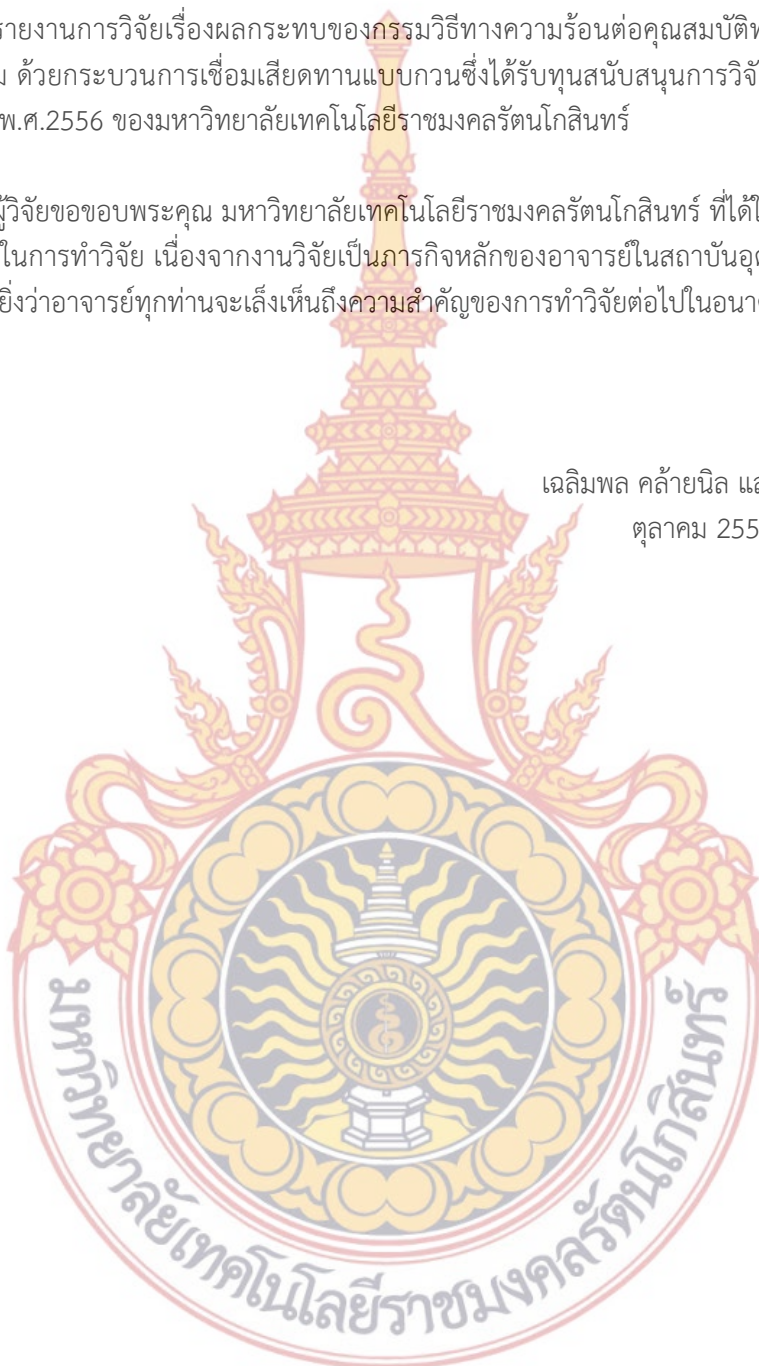 รายงานการวิจัยเรื่องผลกระทบของกรรมวิธีทางความร้อนต่อคุณสมบัติท
ม ด้วยกระบวนการเชื่อมเสียดทานแบบกวนซึ่งได้รับทุนสนับสนุนการวิจั
พ.ศ.2556 ของมหาวิทยาลัยเทคโนโลยีราชมงคลรัตนโกสินทร์
ผู้วิจัยขอขอบพระคุณ มหาวิทยาลัยเทคโนโลยีราชมงคลรัตนโกสินทร์ ที่ได้ใ
ในการทำวิจัย เนื่องจากงานวิจัยเป็นภารกิจหลักของอาจารย์ในสถาบันอุด
ยิ่งว่าอาจารย์ทุกท่านจะเล็งเห็นถึงความสำคัญของการทำวิจัยต่อไปในอนาค
เฉลิมพล คล้ายนิล แล
ตุลาคม 255
มหาวิทยาลัยเทคโนโลยีราชมงคลรัตนโกสินทร์